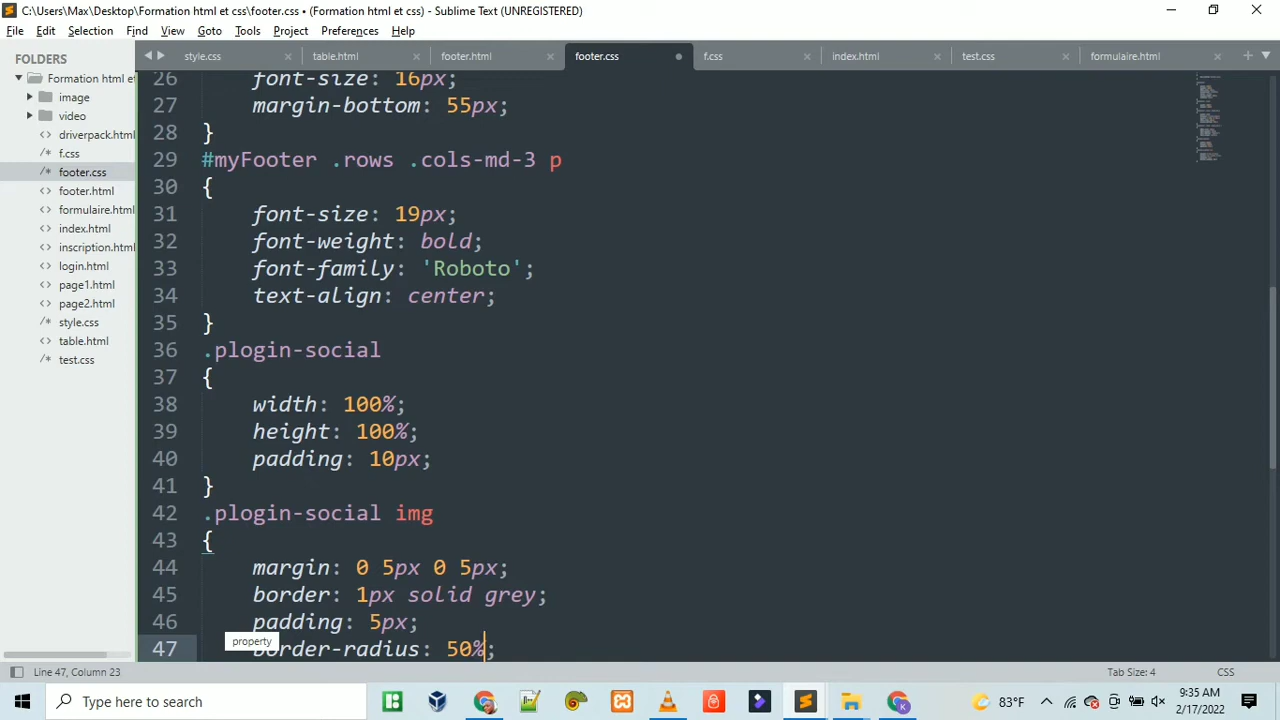 C:\Users\Max\Desktop\Formation html et css\footer.css • (Formation html et css) - Sublime Text (UNREGISTERED)
File Edit Selection Find View Goto Tools Project Preferences Help
FOLDERS
Formation html et
image
video
driverpack.html
f.css
footer.css
footer.html
formulaire.html
index.html
inscription.html
login.html
page1.html
page2.html
style.css
table.html
test.css
style.css table.html footer.html footer.css f.css index.html test.css formulaire.html
26 font-size: 16px;
27 margin-bottom: 55px;
28 }
29 #myFooter .rows .cols-md-3 p
30 {
31 font-size: 19px;
32 font-weight: bold;
33 font-family: 'Roboto';
34 text-align: center;
35 }
36 .plogin-social
37 {
38 width: 100%;
39 height: 100%;
40 padding: 10px;
41 }
42 .plogin-social img
43 {
44 margin: 0 5px 0 5px;
45 border: 1px solid grey;
46 padding: 5px;
property
47 border-radius: 50%;
Line 47, Column 23 Tab Size: 4 CSS
Type here to search
83°F
9:35 AM
2/17/2022